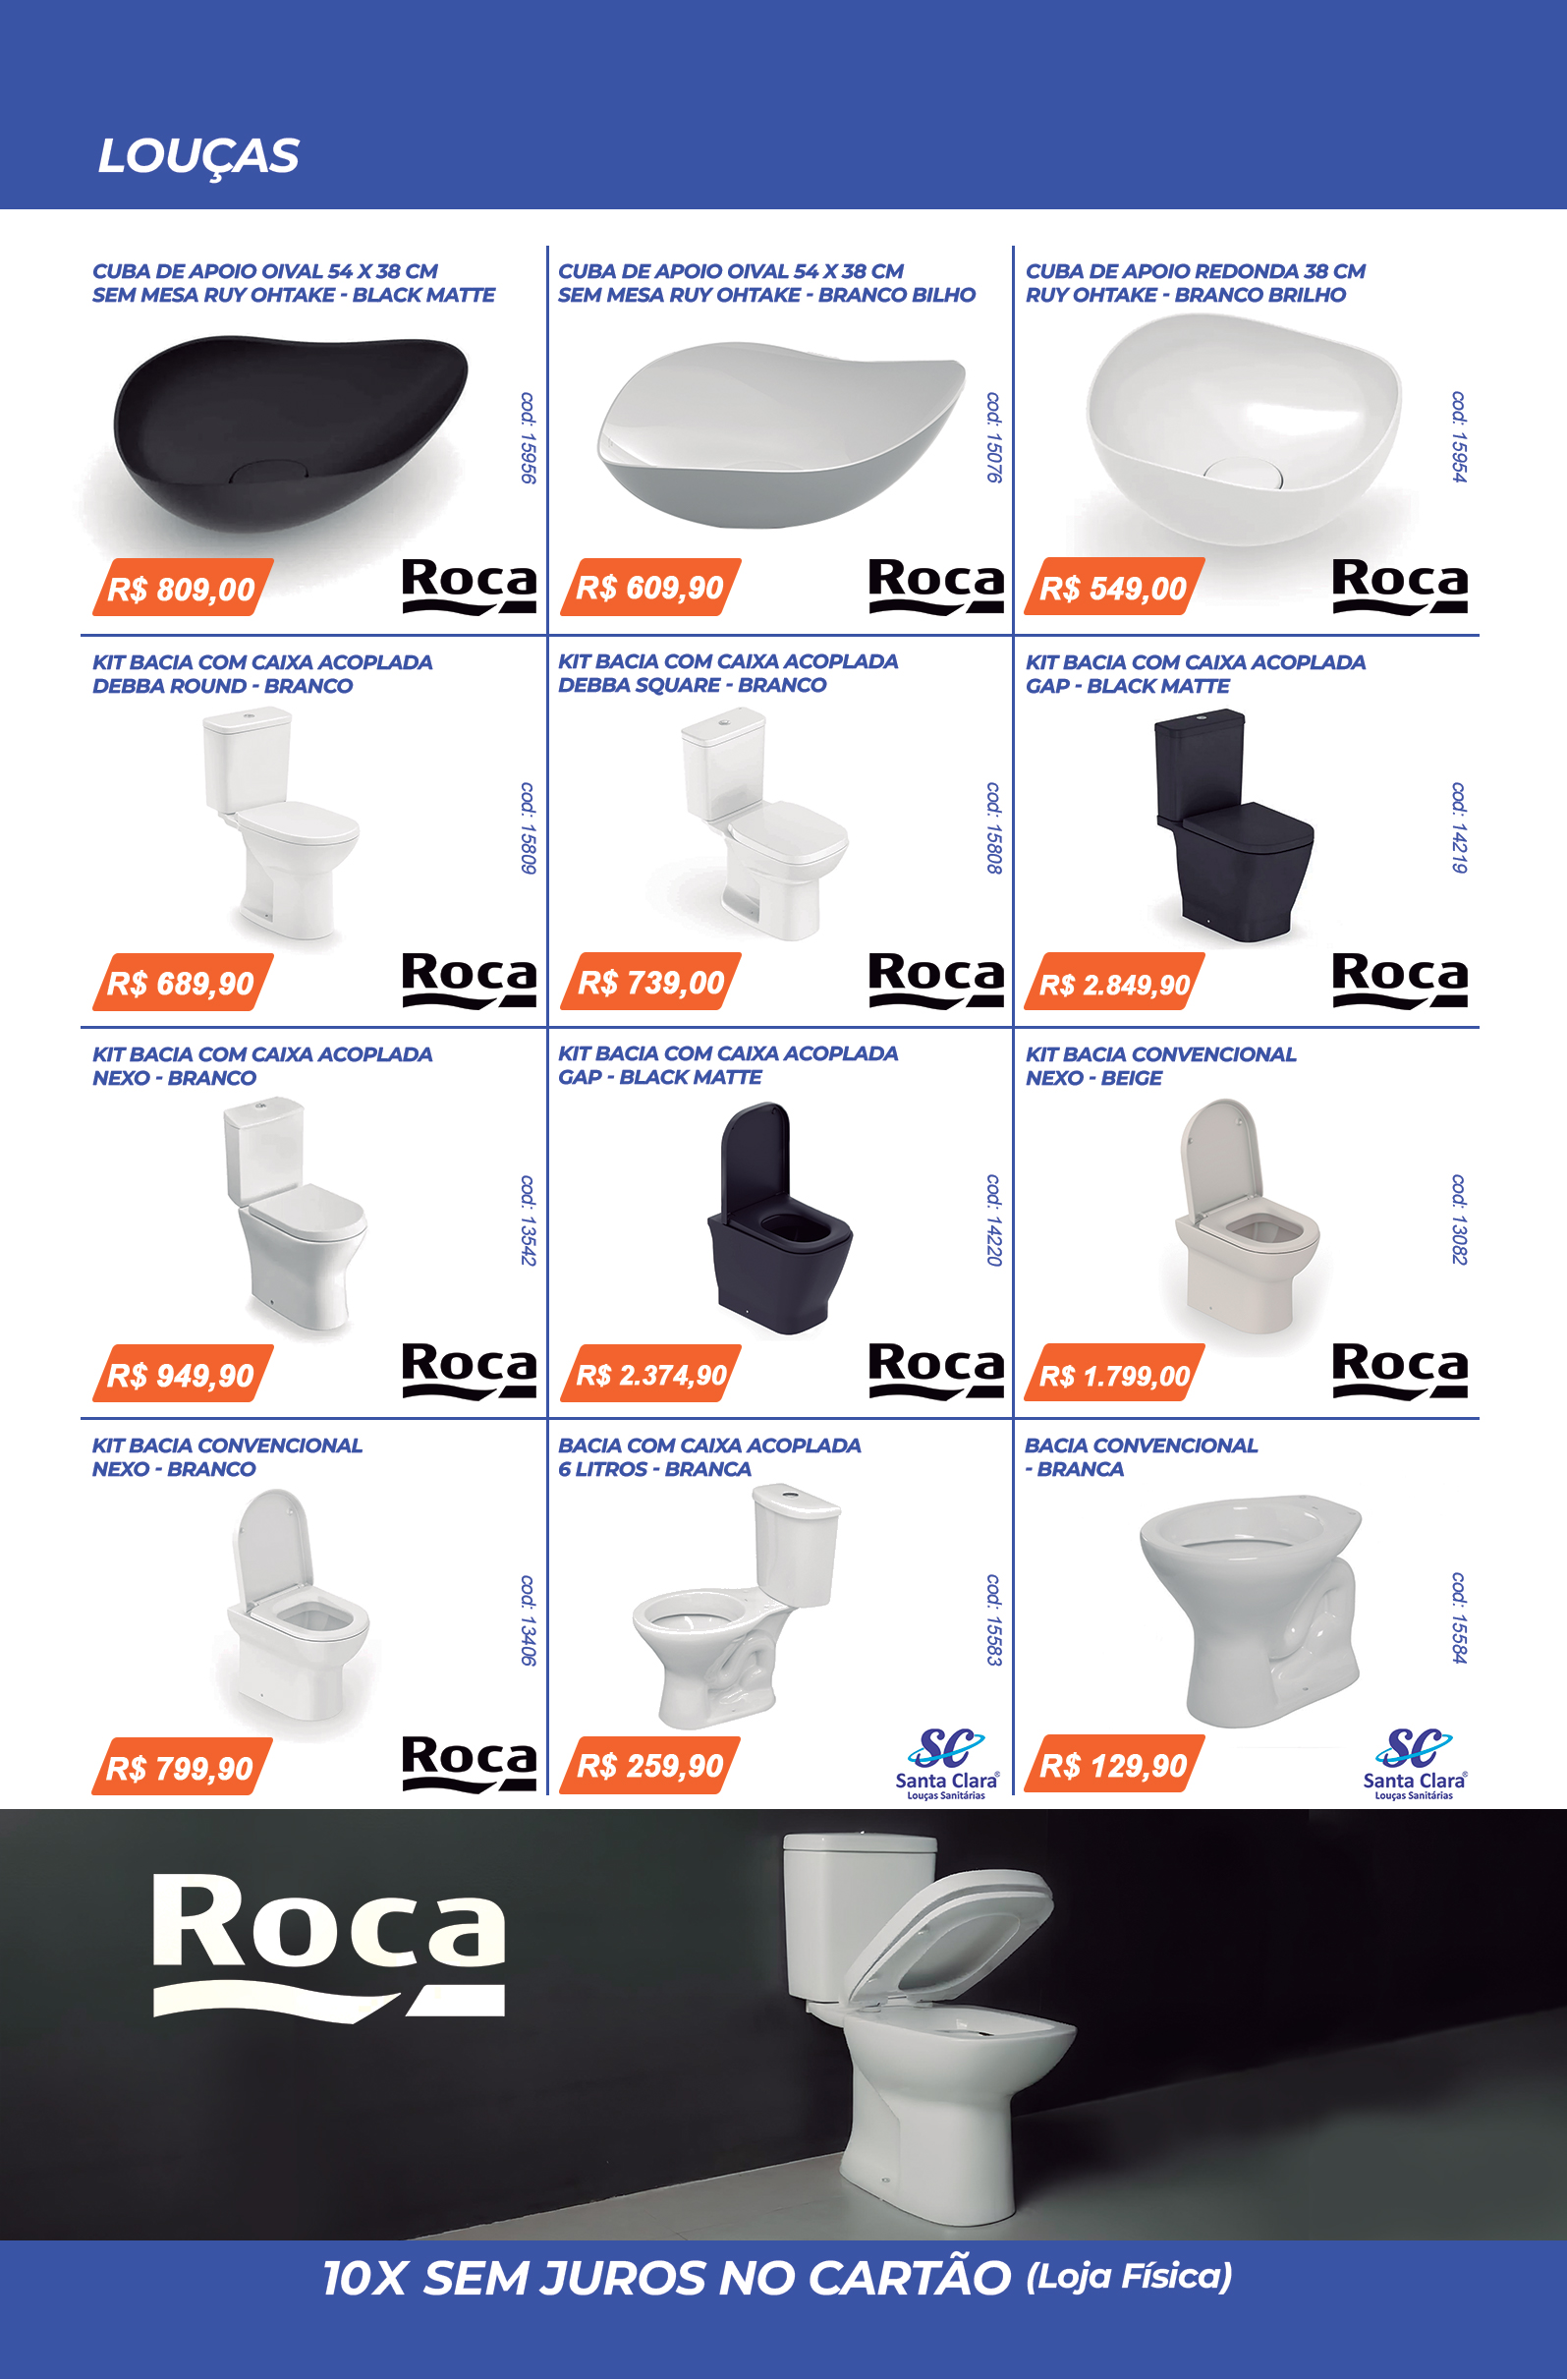 LOUÇAS
CUBA DE APOIO OIVAL 54 X 38 CM
SEM MESA RUY OHTAKE - BLACK MATTE
cod: 15956
R$ 809,00
Roca
CUBA DE APOIO OIVAL 54 X 38 CM
SEM MESA RUY OHTAKE - BRANCO BILHO
cod: 15076
R$ 609,90
Roca
CUBA DE APOIO REDONDA 38 CM
RUY OHTAKE - BRANCO BRILHO
cod: 15954
R$ 549,00
Roca
KIT BACIA COM CAIXA ACOPLADA
DEBBA ROUND - BRANCO
cod: 15809
R$ 689,90
Roca
KIT BACIA COM CAIXA ACOPLADA
DEBBA SQUARE - BRANCO
cod: 15808
R$ 739,00
Roca
KIT BACIA COM CAIXA ACOPLADA
GAP - BLACK MATTE
cod: 14219
R$ 2.849,90
Roca
KIT BACIA COM CAIXA ACOPLADA
NEXO - BRANCO
cod: 13542
R$ 949,90
Roca
KIT BACIA COM CAIXA ACOPLADA
GAP - BLACK MATTE
cod: 14220
R$ 2.374,90
Roca
KIT BACIA CONVENCIONAL
NEXO - BEIGE
cod: 13082
R$ 1.799,00
Roca
KIT BACIA CONVENCIONAL
NEXO - BRANCO
cod: 13406
R$ 799,90
Roca
BACIA COM CAIXA ACOPLADA
6 LITROS - BRANCA
cod: 15583
R$ 259,90
SC
Santa Clara®
Louças Sanitárias
BACIA CONVENCIONAL
- BRANCA
cod: 15584
R$ 129,90
SC
Santa Clara®
Louças Sanitárias
Roca
10X SEM JUROS NO CARTÃO (Loja Física)